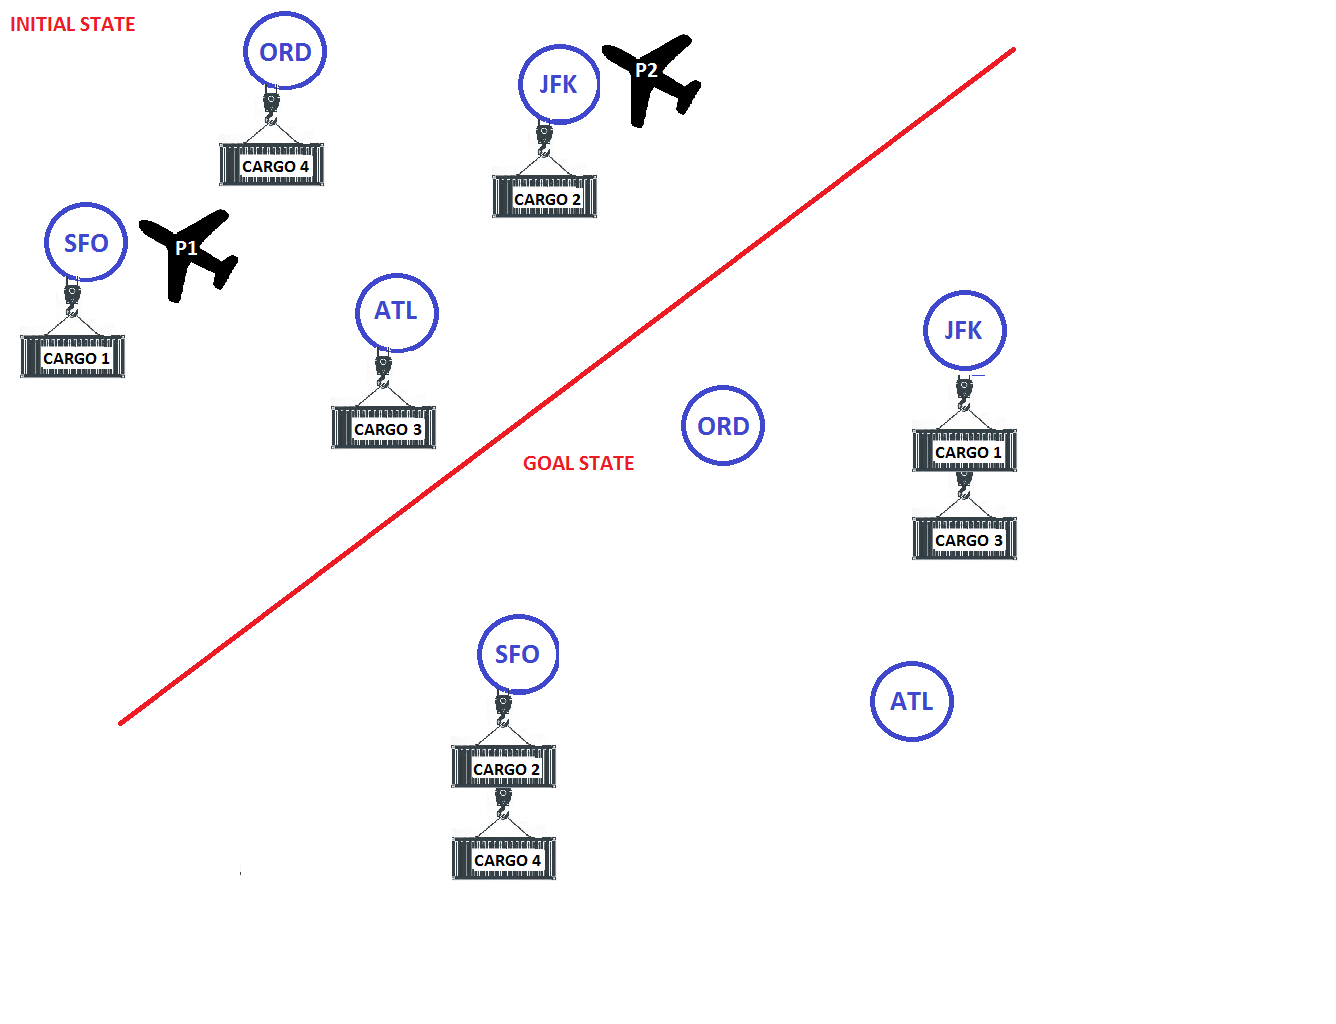 INITIAL STATE
ORD
CARGO 4
JFK
P2
CARGO 2
SFO
P1
CARGO 1
ATL
CARGO 3
GOAL STATE
ORD
JFK
CARGO 1
CARGO 3
SFO
CARGO 2
CARGO 4
ATL